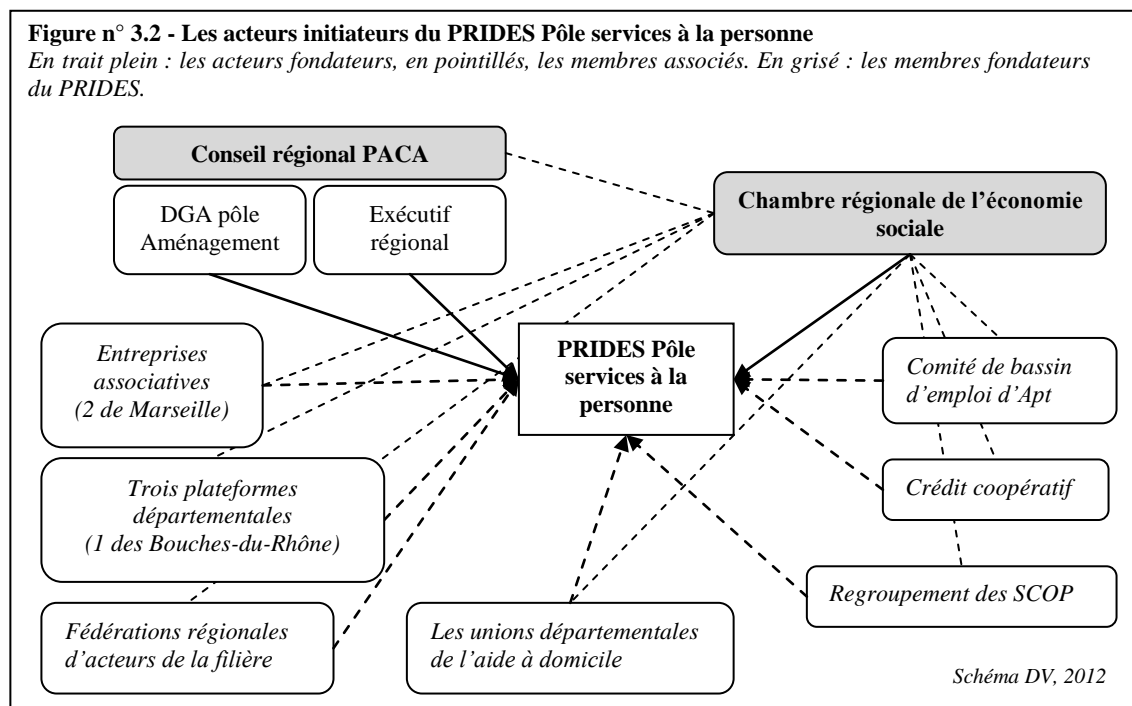 Figure n° 3.2 - Les acteurs initiateurs du PRIDES Pôle services à la personne
En trait plein : les acteurs fondateurs, en pointillés, les membres associés. En grisé : les membres fondateurs
du PRIDES.
Conseil régional PACA
DGA pôle
Aménagement
Exécutif
régional
Chambre régionale de l’économie
sociale
Entreprises
associatives
(2 de Marseille)
PRIDES Pôle
services à la
personne
Comité de bassin
d’emploi d’Apt
Trois plateformes
départementales
(1 des Bouches-du-Rhône)
Crédit coopératif
Fédérations régionales
d’acteurs de la filière
Les unions départementales
de l’aide à domicile
Regroupement des SCOP
Schéma DV, 2012